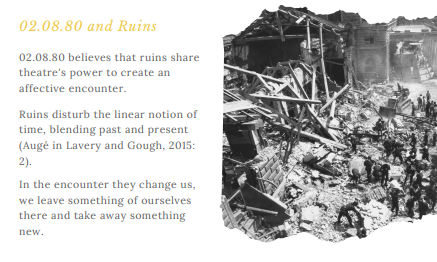 02.08.80 and Ruins
02.08.80 believes that ruins share
theatre's power to create an
affective encounter.
Ruins disturb the linear notion of
time, blending past and present
(Augé in Lavery and Gough, 2015:
2).
In the encounter they change us,
we leave something of ourselves
there and take away something
new.